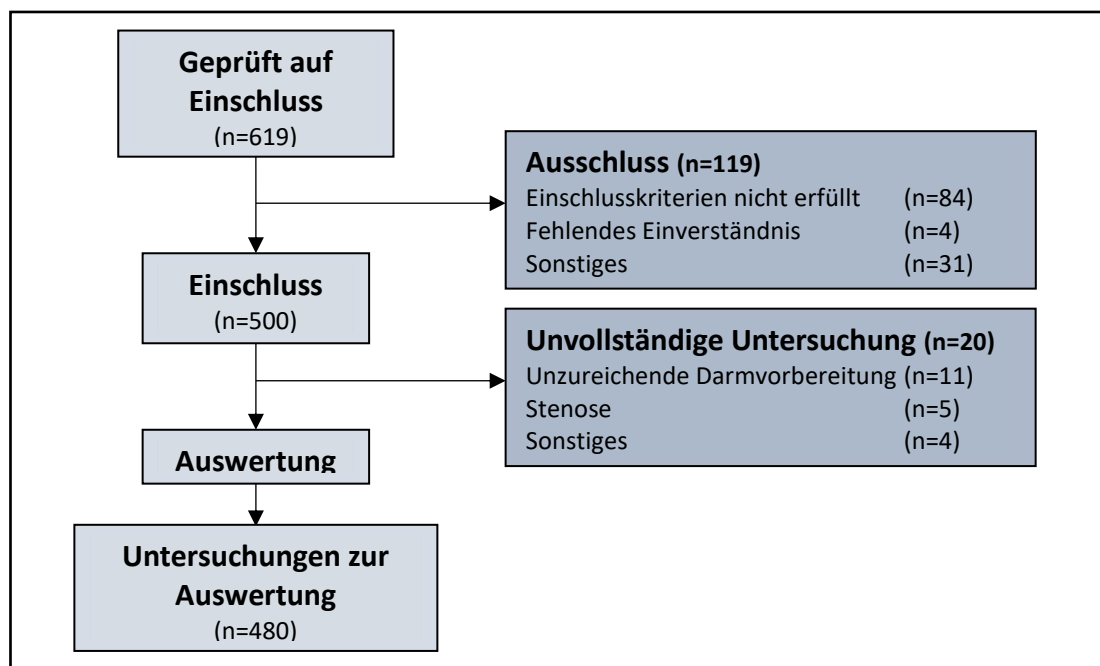 Geprüft auf
Einschluss
(n=619)
Ausschluss (n=119)
Einschlusskriterien nicht erfüllt (n=84)
Fehlendes Einverständnis (n=4)
Sonstiges (n=31)
Einschluss
(n=500)
Unvollständige Untersuchung (n=20)
Unzureichende Darmvorbereitung (n=11)
Stenose (n=5)
Sonstiges (n=4)
Auswertung
Untersuchungen zur
Auswertung
(n=480)